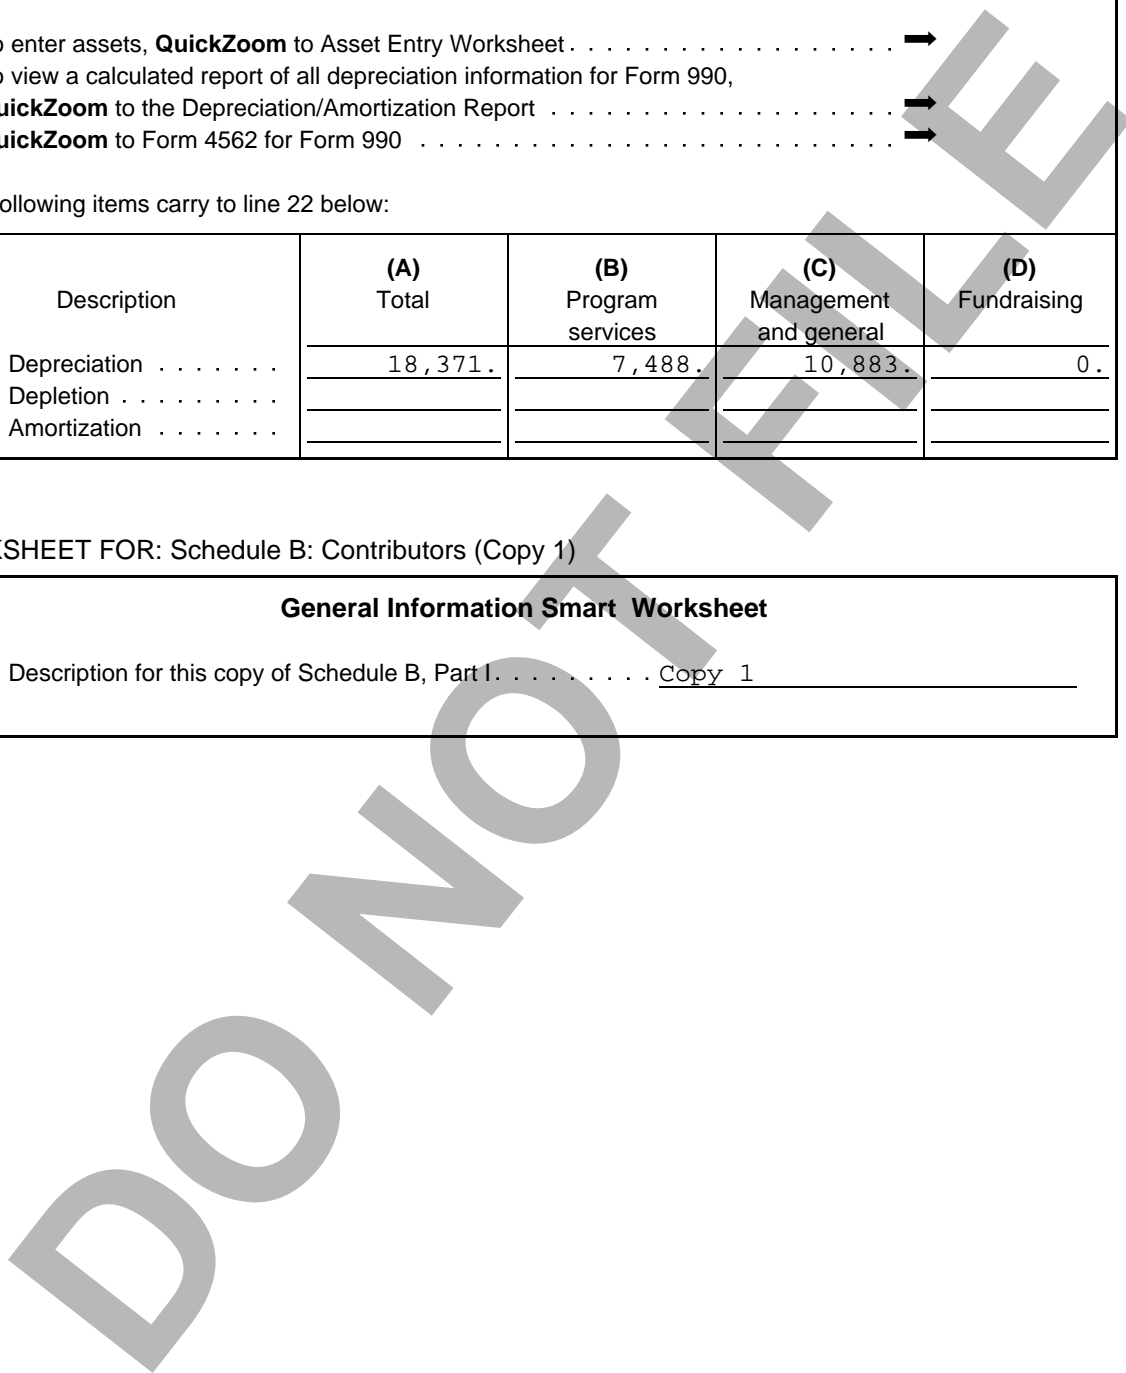 o enter assets, QuickZoom to Asset Entry Worksheet . . . . . . . . . . . . . . . . . . . . ➡
o view a calculated report of all depreciation information for Form 990,
uickZoom to the Depreciation/Amortization Report . . . . . . . . . . . . . . . . . . . . . . ➡
uickZoom to Form 4562 for Form 990 . . . . . . . . . . . . . . . . . . . . . . . . . . . . . . ➡
ollowing items carry to line 22 below:
Description (A) Total (B) Program services (C) Management and general (D) Fundraising
Depreciation . . . . . . . 18,371. 7,488. 10,883. 0.
Depletion . . . . . . . . .
Amortization . . . . . . .
KSHEET FOR: Schedule B: Contributors (Copy 1)
General Information Smart Worksheet
Description for this copy of Schedule B, Part I . . . . . . . . . Copy 1
DO NOT FILE